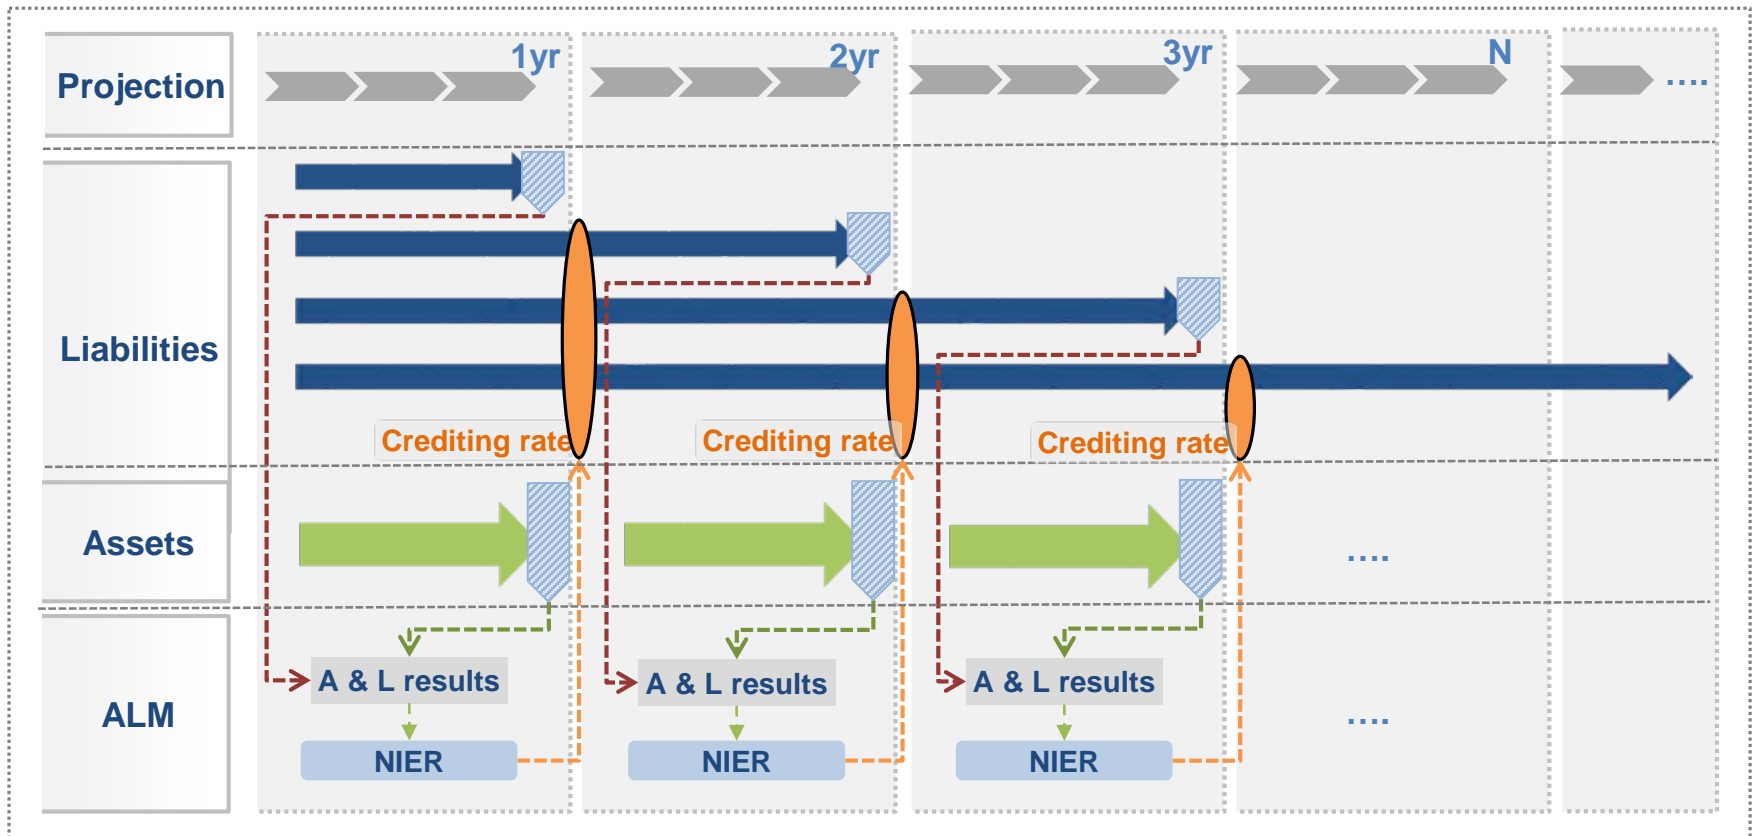 Projection
1yr
2yr
3yr
N
....
Liabilities
Crediting rate
Crediting rate
Crediting rate
Assets
....
ALM
A & L results
A & L results
A & L results
....
NIER
NIER
NIER